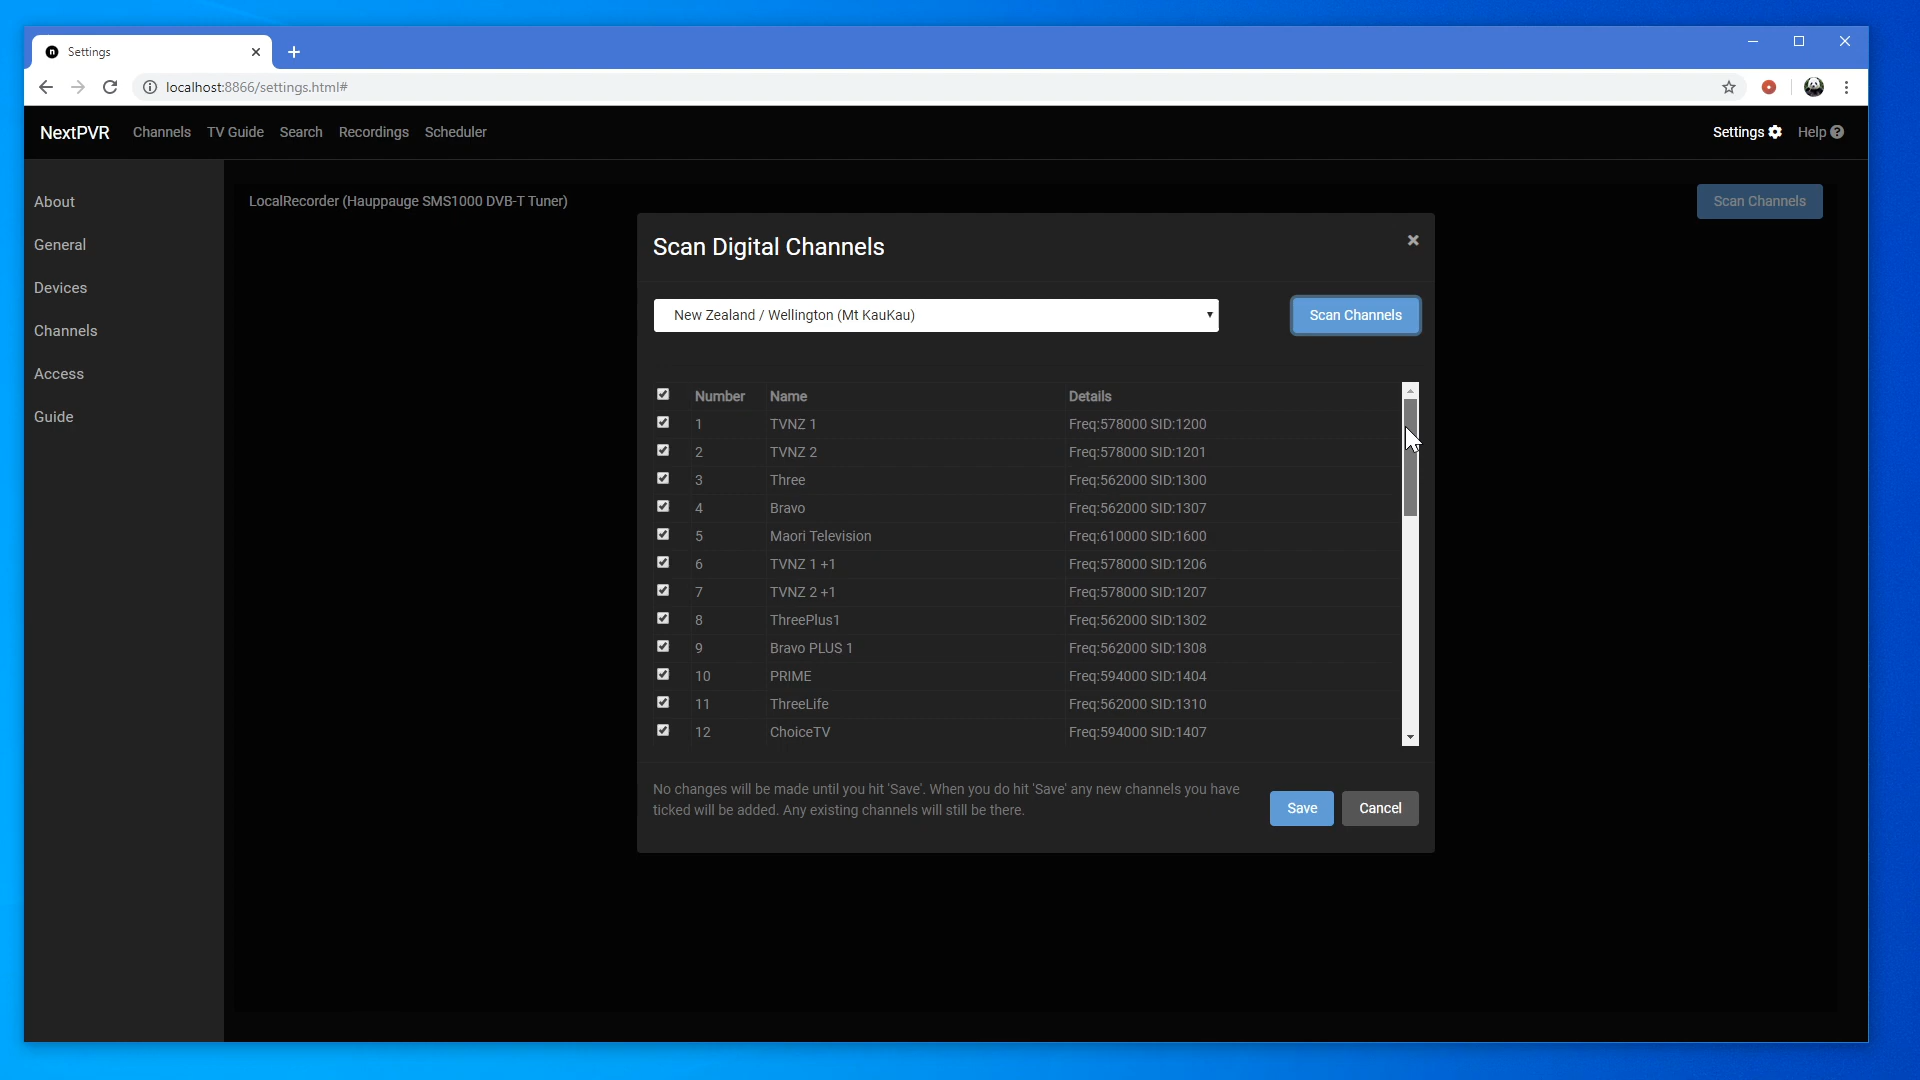 Settings
localhost:8866/settings.html#
NextPVR Channels TV Guide Search Recordings Scheduler Settings Help
About
General
Devices
Channels
Access
Guide
LocalRecorder (Hauppauge SMS1000 DVB-T Tuner) Scan Channels
Scan Digital Channels
New Zealand / Wellington (Mt KauKau) Scan Channels
Number Name Details
1 TVNZ 1 Freq:578000 SID:1200
2 TVNZ 2 Freq:578000 SID:1201
3 Three Freq:562000 SID:1300
4 Bravo Freq:562000 SID:1307
5 Maori Television Freq:610000 SID:1600
6 TVNZ 1 +1 Freq:578000 SID:1206
7 TVNZ 2 +1 Freq:578000 SID:1207
8 ThreePlus1 Freq:562000 SID:1302
9 Bravo PLUS 1 Freq:562000 SID:1308
10 PRIME Freq:594000 SID:1404
11 ThreeLife Freq:562000 SID:1310
12 ChoiceTV Freq:594000 SID:1407
No changes will be made until you hit 'Save'. When you do hit 'Save' any new channels you have
ticked will be added. Any existing channels will still be there.
Save Cancel